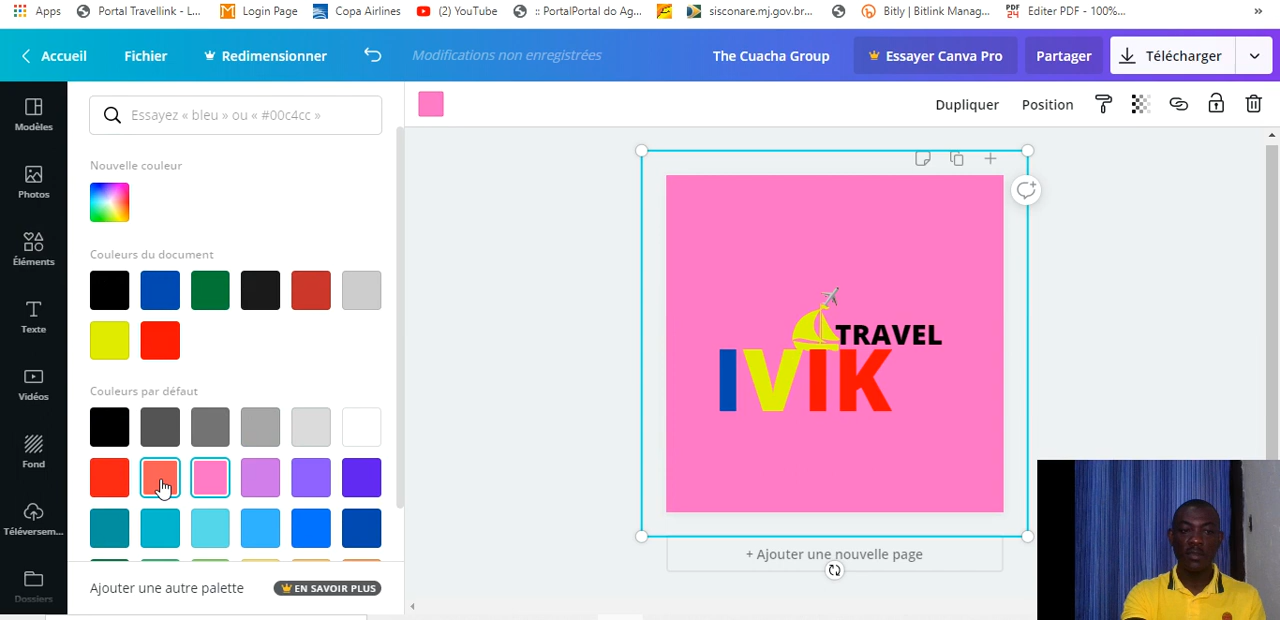 Apps
Portal Travellink - L...
Login Page
Copa Airlines
(2) YouTube
:: PortalPortal do Ag...
sisconare.mj.gov.br...
Bitly | Bitlink Manag...
PDF 24
Editer PDF - 100%...
»
Accueil
Fichier
Redimensionner
Modifications non enregistrées
The Cuacha Group
Essayer Canva Pro
Partager
Télécharger
Modèles
Photos
Éléments
Texte
Vidéos
Fond
Téléversem...
Dossiers
Essayez « bleu » ou « #00c4cc »
Nouvelle couleur
Couleurs du document
Couleurs par défaut
Ajouter une autre palette
EN SAVOIR PLUS
Dupliquer
Position
TRAVEL
IVIK
+ Ajouter une nouvelle page